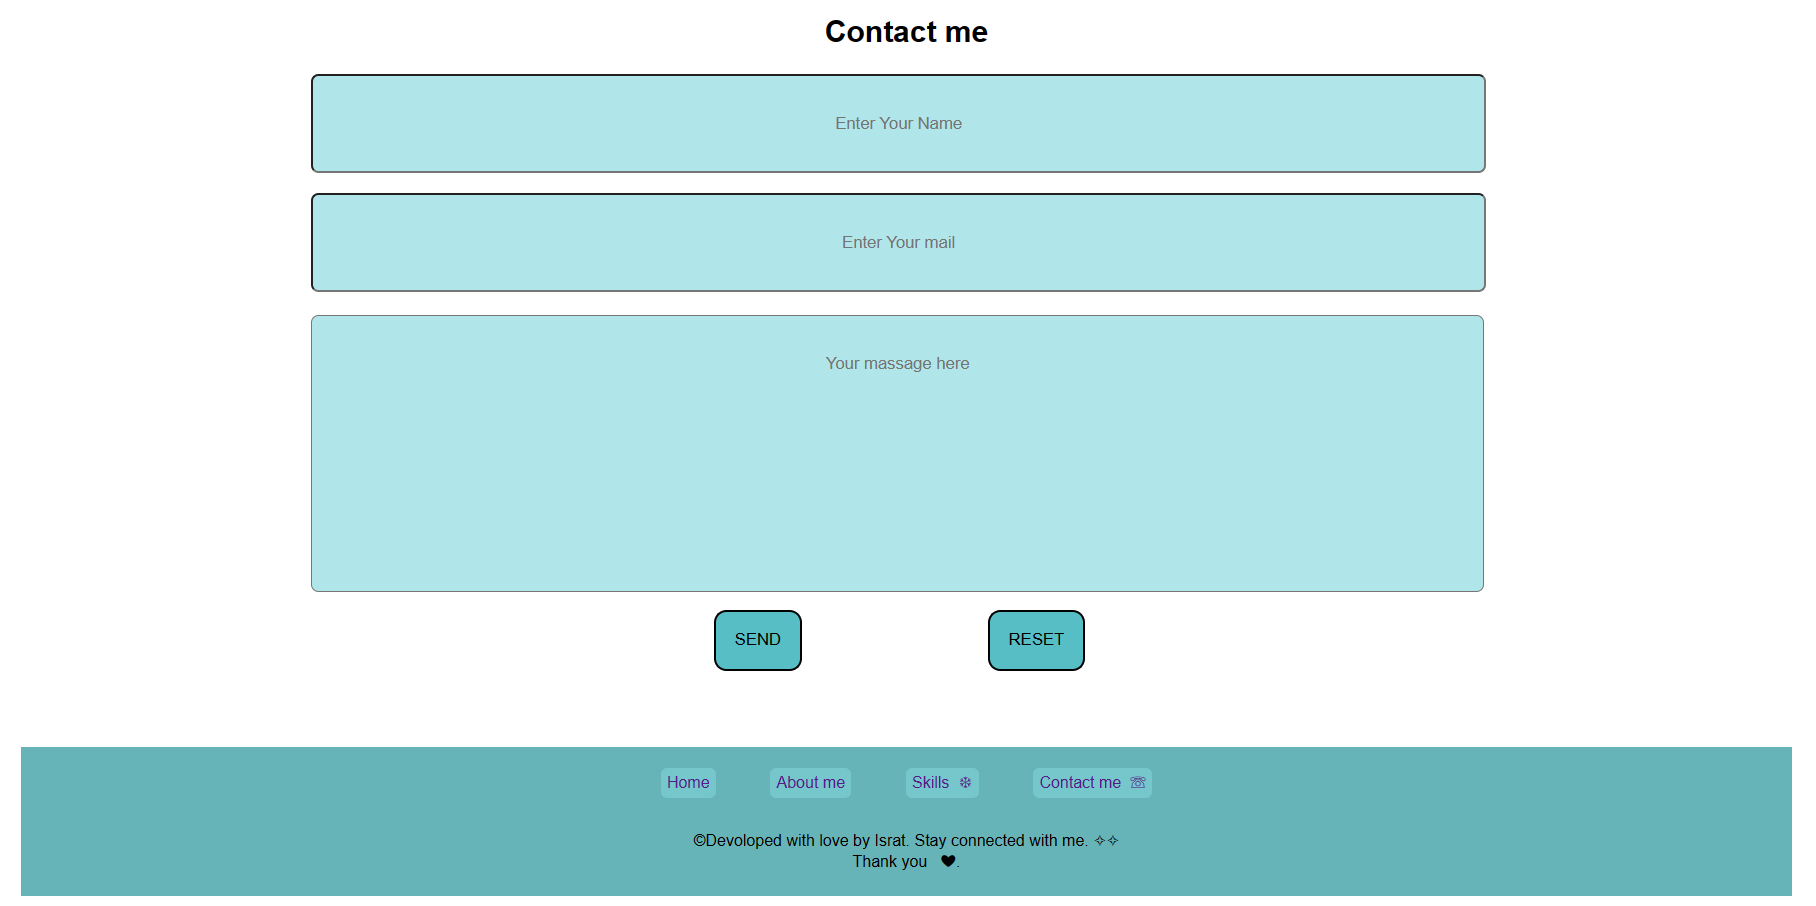 Contact me
Enter Your Name
Enter Your mail
Your massage here
SEND RESET
Home About me Skills ❄ Contact me ☏
©Devoloped with love by Israt. Stay connected with me. ✧✧
Thank you ❤.